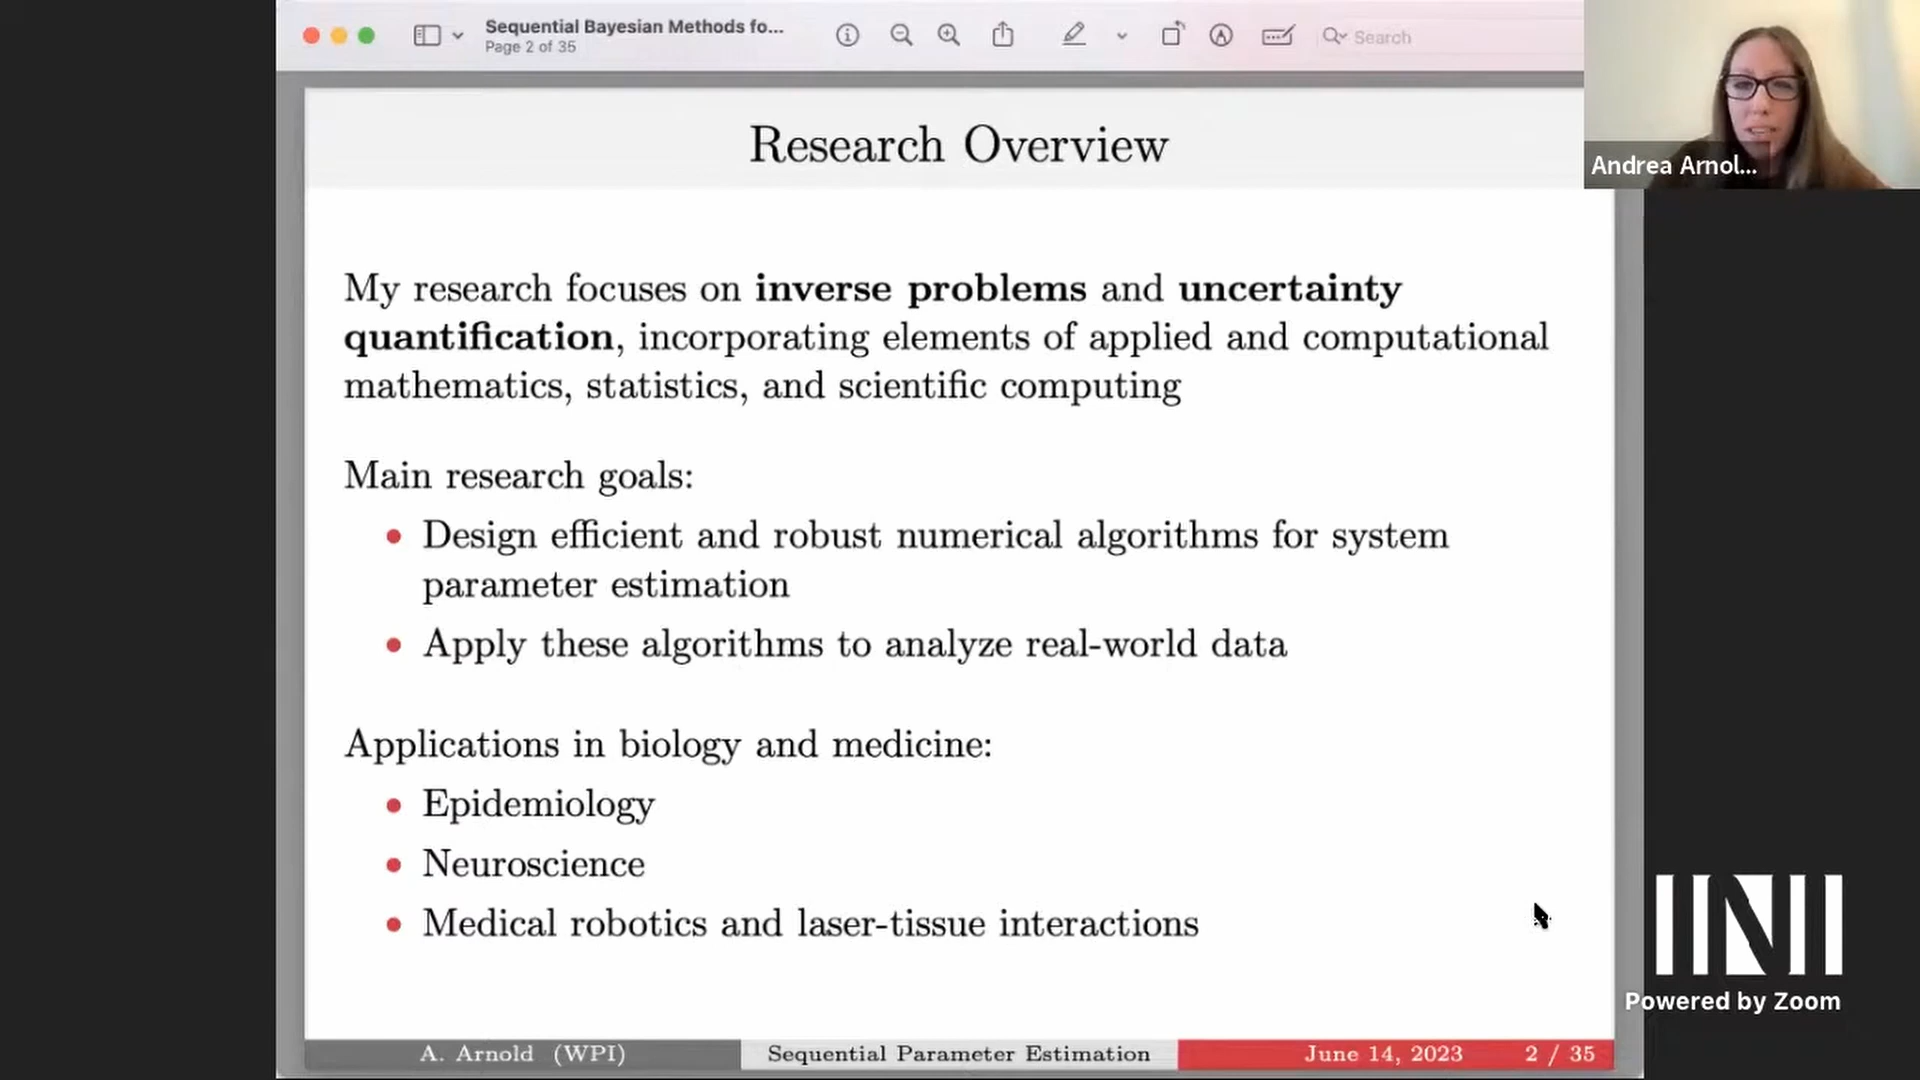 Sequential Bayesian Methods fo...
Page 2 of 35
Search
Andrea Arnol...
Research Overview
My research focuses on inverse problems and uncertainty
quantification, incorporating elements of applied and computational
mathematics, statistics, and scientific computing
Main research goals:
Design efficient and robust numerical algorithms for system
parameter estimation
Apply these algorithms to analyze real-world data
Applications in biology and medicine:
Epidemiology
Neuroscience
Medical robotics and laser-tissue interactions
INI
Powered by Zoom
A. Arnold (WPI)
Sequential Parameter Estimation
June 14, 2023
2 / 35